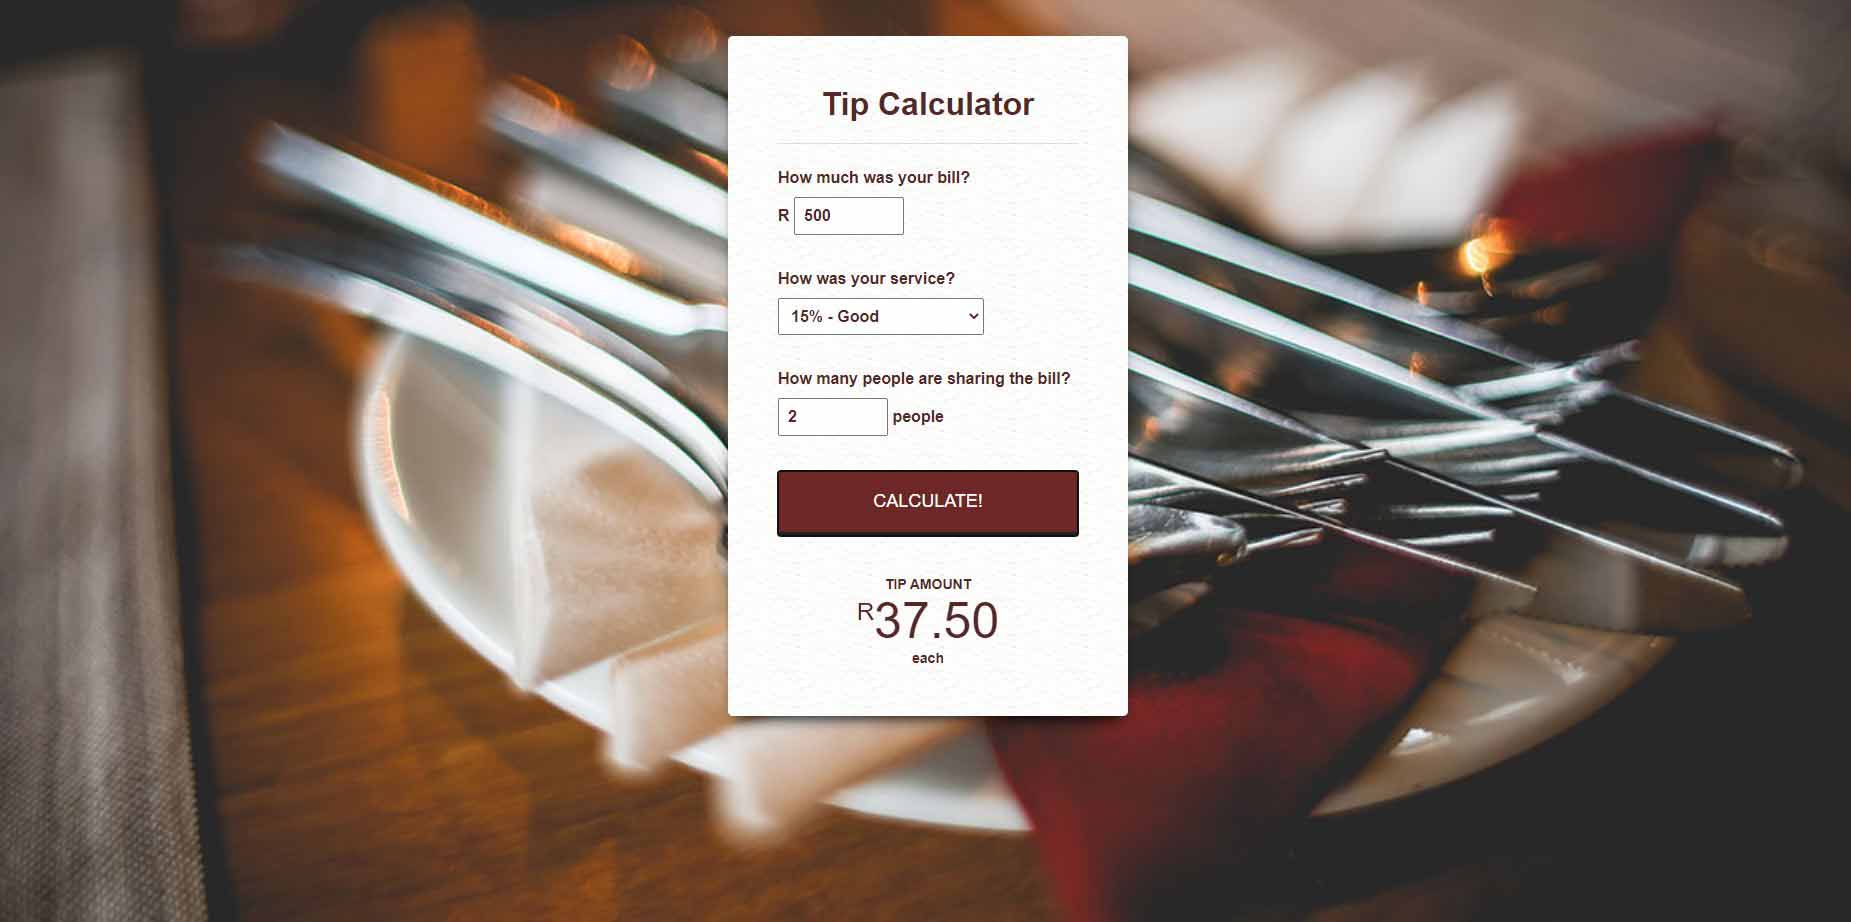 Tip Calculator
How much was your bill?
R 500
How was your service?
15% - Good
How many people are sharing the bill?
2 people
CALCULATE!
TIP AMOUNT
R37.50
each